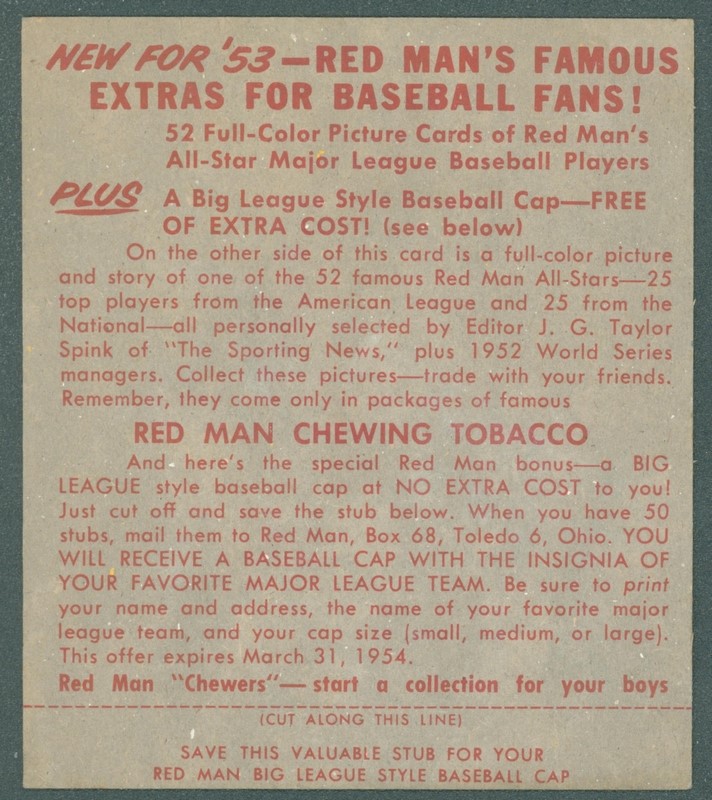 NEW FOR '53—RED MAN'S FAMOUS
EXTRAS FOR BASEBALL FANS!
52 Full-Color Picture Cards of Red Man's
All-Star Major League Baseball Players
PLUS A Big League Style Baseball Cap—FREE
OF EXTRA COST! (see below)
On the other side of this card is a full-color picture
and story of one of the 52 famous Red Man All-Stars—25
top players from the American League and 25 from the
National—all personally selected by Editor J. G. Taylor
Spink of "The Sporting News," plus 1952 World Series
managers. Collect these pictures—trade with your friends.
Remember, they come only in packages of famous
RED MAN CHEWING TOBACCO
And here's the special Red Man bonus—a BIG
LEAGUE style baseball cap at NO EXTRA COST to you!
Just cut off and save the stub below. When you have 50
stubs, mail them to Red Man, Box 68, Toledo 6, Ohio. YOU
WILL RECEIVE A BASEBALL CAP WITH THE INSIGNIA OF
YOUR FAVORITE MAJOR LEAGUE TEAM. Be sure to print
your name and address, the name of your favorite major
league team, and your cap size (small, medium, or large).
This offer expires March 31, 1954.
Red Man "Chewers"—start a collection for your boys
(CUT ALONG THIS LINE)
SAVE THIS VALUABLE STUB FOR YOUR
RED MAN BIG LEAGUE STYLE BASEBALL CAP